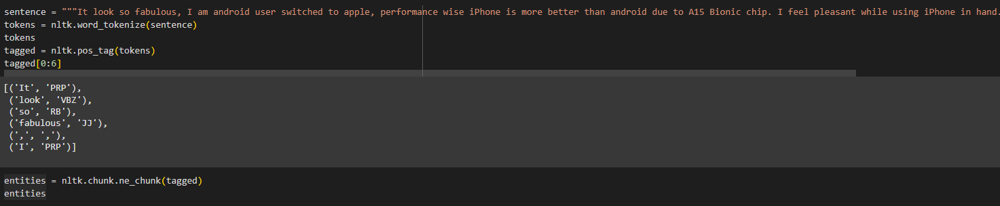 sentence = """It look so fabulous, I am android user switched to apple, performance wise iPhone is more better than android due to A15 Bionic chip. I feel pleasant while using iPhone in hand.
tokens = nltk.word_tokenize(sentence)
tokens
tagged = nltk.pos_tag(tokens)
tagged[0:6]
[('It', 'PRP'),
 ('look', 'VBZ'),
 ('so', 'RB'),
 ('fabulous', 'JJ'),
 (',', ','),
 ('I', 'PRP')]
entities = nltk.chunk.ne_chunk(tagged)
entities